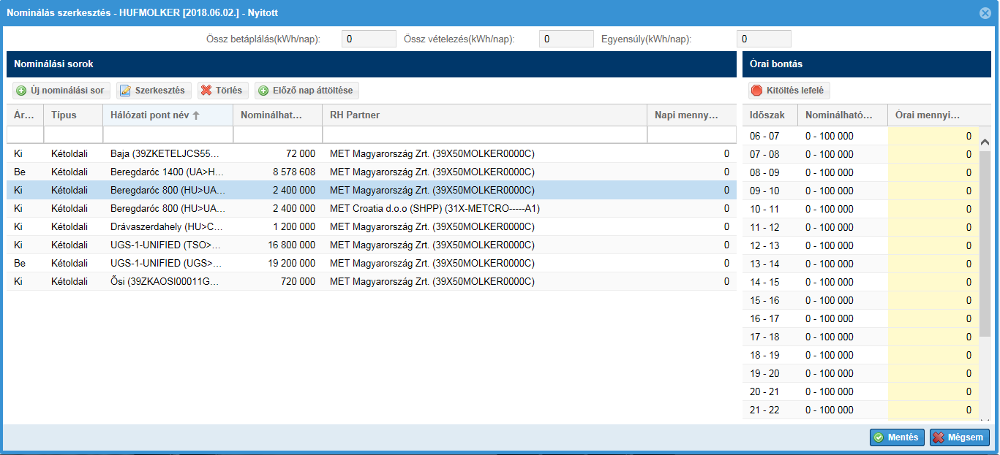 Nominálás szerkesztés - HUFMOLKER [2018.06.02.] - Nyitott
Össz betáplálás(kWh/nap): 0 Össz vételezés(kWh/nap): 0 Egyensúly(kWh/nap): 0
Nominálási sorok
Új nominálási sor Szerkesztés Törlés Előző nap áttöltése
Ár... Típus Hálózati pont név Nominálhat... RH Partner Napi menny...
Ki Kétoldali Baja (39ZKETELJCS55... 72 000 MET Magyarország Zrt. (39X50MOLKER0000C) 0
Be Kétoldali Beregdaróc 1400 (UA>H... 8 578 608 MET Magyarország Zrt. (39X50MOLKER0000C) 0
Ki Kétoldali Beregdaróc 800 (HU>UA... 2 400 000 MET Magyarország Zrt. (39X50MOLKER0000C) 0
Ki Kétoldali Beregdaróc 800 (HU>UA... 2 400 000 MET Croatia d.o.o (SHPP) (31X-METCRO-----A1) 0
Ki Kétoldali Drávaszerdahely (HU>C... 1 200 000 MET Magyarország Zrt. (39X50MOLKER0000C) 0
Ki Kétoldali UGS-1-UNIFIED (TSO>... 16 800 000 MET Magyarország Zrt. (39X50MOLKER0000C) 0
Be Kétoldali UGS-1-UNIFIED (UGS>... 19 200 000 MET Magyarország Zrt. (39X50MOLKER0000C) 0
Ki Kétoldali Ősi (39ZKAOSI00011G... 720 000 MET Magyarország Zrt. (39X50MOLKER0000C) 0
Órai bontás
Kitöltés lefelé
Időszak Nominálható... Órai mennyi...
06 - 07 0 - 100 000 0
07 - 08 0 - 100 000 0
08 - 09 0 - 100 000 0
09 - 10 0 - 100 000 0
10 - 11 0 - 100 000 0
11 - 12 0 - 100 000 0
12 - 13 0 - 100 000 0
13 - 14 0 - 100 000 0
14 - 15 0 - 100 000 0
15 - 16 0 - 100 000 0
16 - 17 0 - 100 000 0
17 - 18 0 - 100 000 0
18 - 19 0 - 100 000 0
19 - 20 0 - 100 000 0
20 - 21 0 - 100 000 0
21 - 22 0 - 100 000 0
Mentés Mégsem